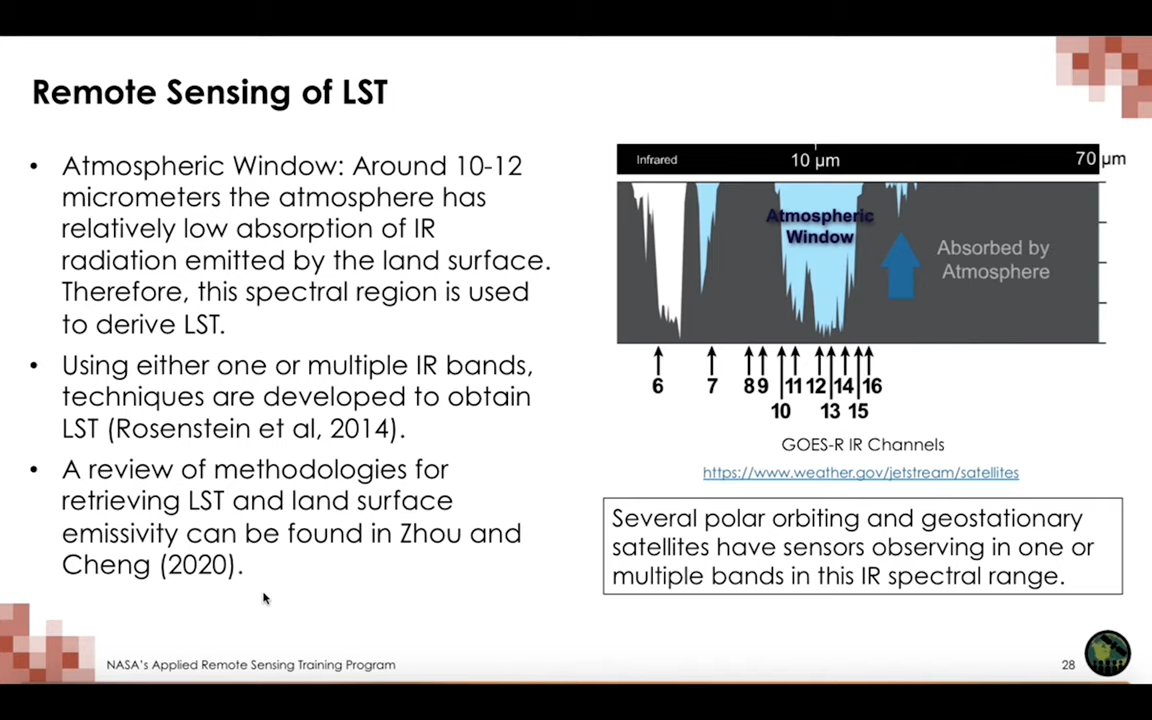 Remote Sensing of LST
• Atmospheric Window: Around 10-12
micrometers the atmosphere has
relatively low absorption of IR
radiation emitted by the land surface.
Therefore, this spectral region is used
to derive LST.
• Using either one or multiple IR bands,
techniques are developed to obtain
LST (Rosenstein et al, 2014).
• A review of methodologies for
retrieving LST and land surface
emissivity can be found in Zhou and
Cheng (2020).
Infrared 10 μm 70 μm
Atmospheric
Window
Absorbed by
Atmosphere
6 7 8 9 11 12 14 16
10 13 15
GOES-R IR Channels
https://www.weather.gov/jetstream/satellites
Several polar orbiting and geostationary
satellites have sensors observing in one or
multiple bands in this IR spectral range.
NASA's Applied Remote Sensing Training Program
28